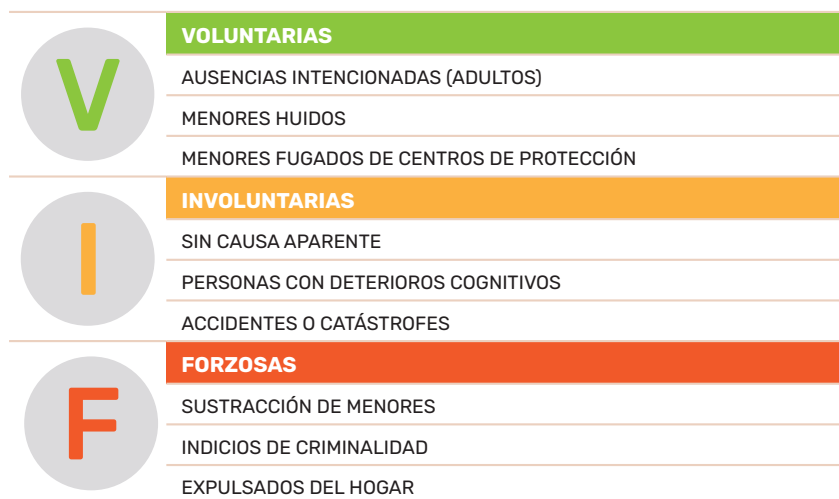 V
VOLUNTARIAS
AUSENCIAS INTENCIONADAS (ADULTOS)
MENORES HUIDOS
MENORES FUGADOS DE CENTROS DE PROTECCIÓN
I
INVOLUNTARIAS
SIN CAUSA APARENTE
PERSONAS CON DETERIOROS COGNITIVOS
ACCIDENTES O CATÁSTROFES
F
FORZOSAS
SUSTRACCIÓN DE MENORES
INDICIOS DE CRIMINALIDAD
EXPULSADOS DEL HOGAR